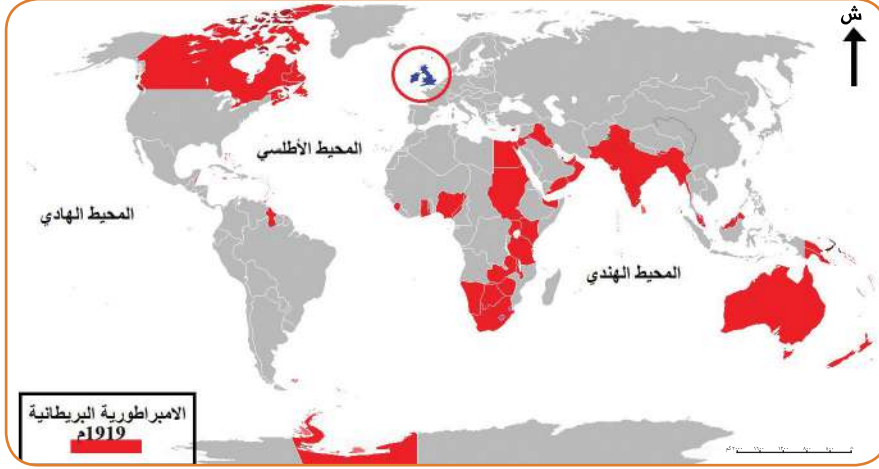 ش
المحيط الأطلسي
المحيط الهادي
المحيط الهندي
الامبراطورية البريطانية
1919م